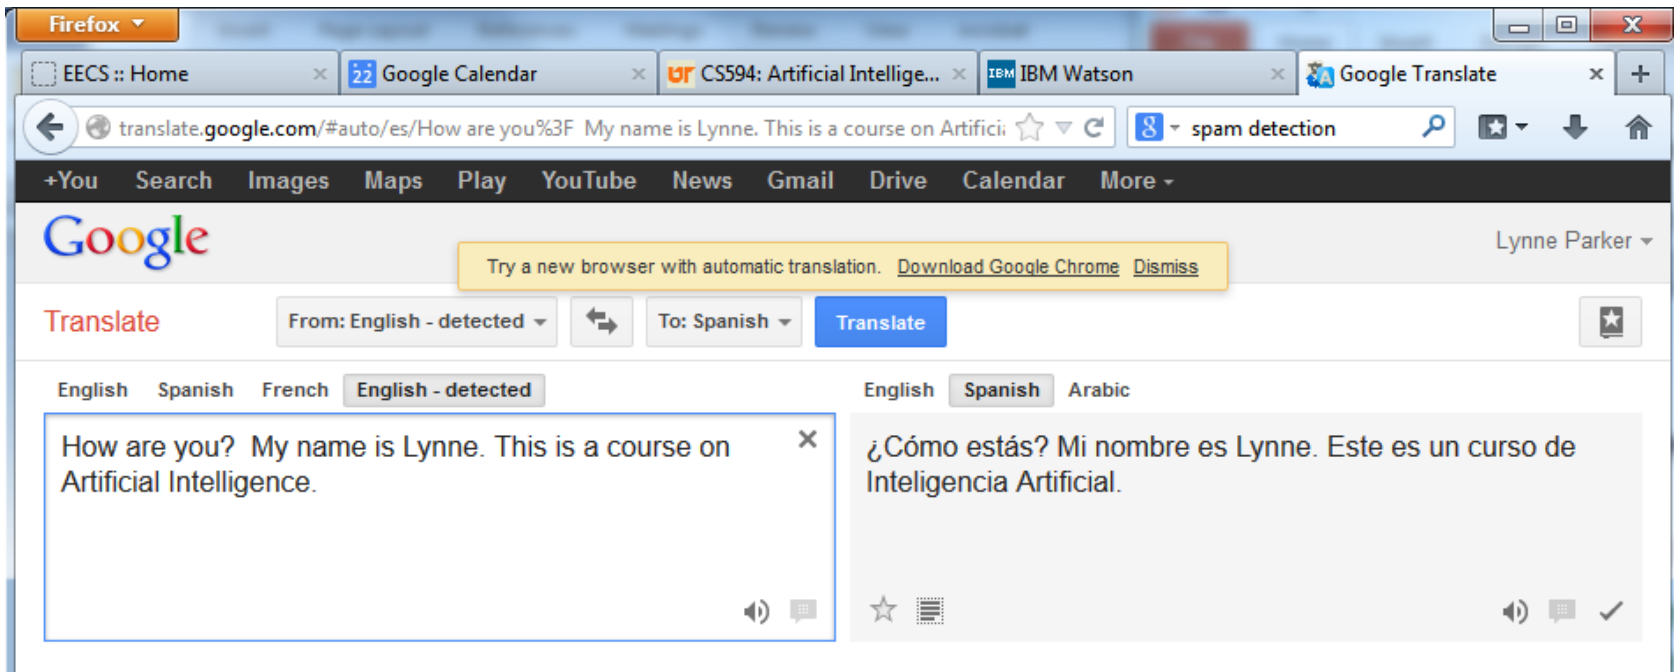 Firefox
EECS :: Home
22 Google Calendar
UT CS594: Artificial Intellige...
IBM IBM Watson
Google Translate
translate.google.com/#auto/es/How are you%3F  My name is Lynne. This is a course on Artifici
8 spam detection
+You Search Images Maps Play YouTube News Gmail Drive Calendar More
Google
Lynne Parker
Try a new browser with automatic translation. Download Google Chrome Dismiss
Translate
From: English - detected
To: Spanish
Translate
English Spanish French English - detected
English Spanish Arabic
How are you?  My name is Lynne. This is a course on
Artificial Intelligence.
¿Cómo estás? Mi nombre es Lynne. Este es un curso de
Inteligencia Artificial.